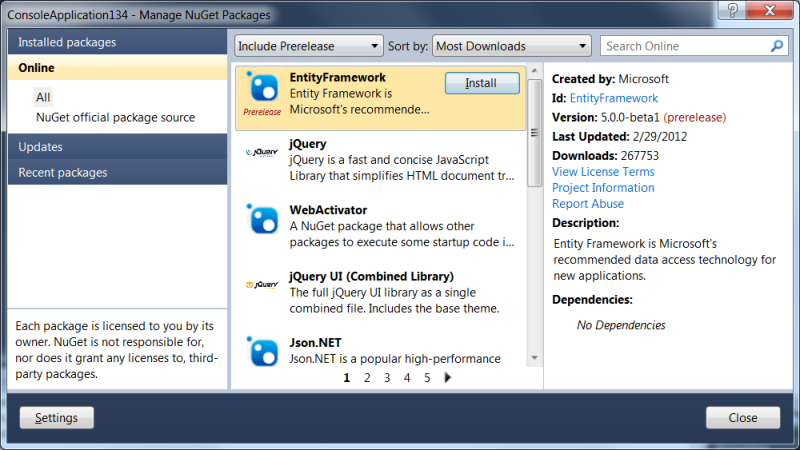 ConsoleApplication134 - Manage NuGet Packages
Installed packages
Online
All
NuGet official package source
Updates
Recent packages
Each package is licensed to you by its
owner. NuGet is not responsible for,
nor does it grant any licenses to, third-
party packages.
Include Prerelease
Sort by:
Most Downloads
Search Online
EntityFramework
Install
Entity Framework is
Microsoft's recommende...
Prerelease
jQuery
jQuery
jQuery is a fast and concise JavaScript
Library that simplifies HTML document tr...
WebActivator
A NuGet package that allows other
packages to execute some startup code i...
jQuery UI (Combined Library)
jQuery
The full jQuery UI library as a single
combined file. Includes the base theme.
Json.NET
Json.NET is a popular high-performance
1 2 3 4 5
Created by: Microsoft
Id: EntityFramework
Version: 5.0.0-beta1 (prerelease)
Last Updated: 2/29/2012
Downloads: 267753
View License Terms
Project Information
Report Abuse
Description:
Entity Framework is Microsoft's
recommended data access technology for
new applications.
Dependencies:
No Dependencies
Settings
Close